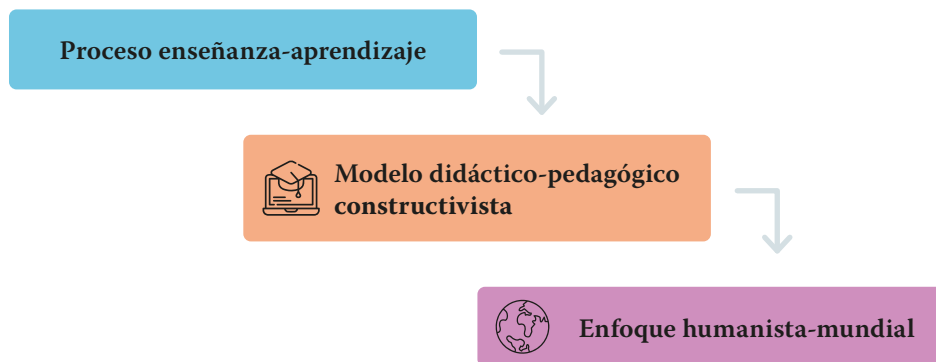 Proceso enseñanza-aprendizaje
Modelo didáctico-pedagógico
constructivista
Enfoque humanista-mundial